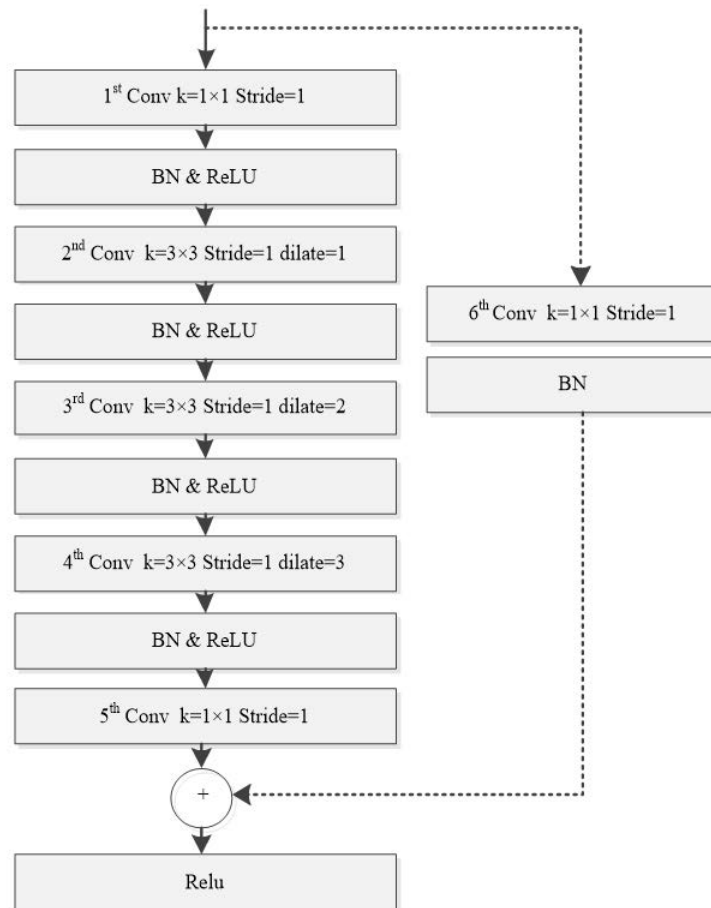 1st Conv k=1×1 Stride=1
BN & ReLU
2nd Conv k=3×3 Stride=1 dilate=1
BN & ReLU
3rd Conv k=3×3 Stride=1 dilate=2
BN & ReLU
4th Conv k=3×3 Stride=1 dilate=3
BN & ReLU
5th Conv k=1×1 Stride=1
+
Relu
6th Conv k=1×1 Stride=1
BN